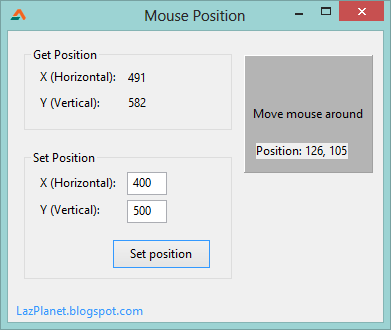 Mouse Position
Get Position
X (Horizontal): 491
Y (Vertical): 582
Move mouse around
Position: 126, 105
Set Position
X (Horizontal): 400
Y (Vertical): 500
Set position
LazPlanet.blogspot.com